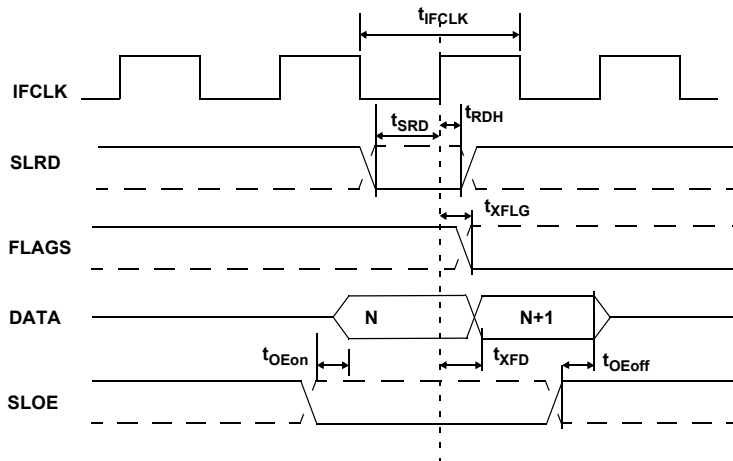 tIFCLK
IFCLK
tSRD
tRDH
SLRD
tXFLG
FLAGS
DATA
N
N+1
tOEon
tXFD
tOEoff
SLOE